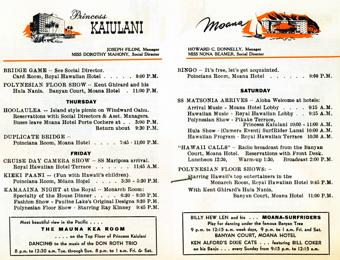 Princess
KAIULANI
JOSEPH FILONI, Manager
MISS DOROTHY MAHONY, Social Director
BRIDGE GAME — See Social Director.
Card Room, Royal Hawaiian Hotel . . . . . 2:00 P.M.
POLYNESIAN FLOOR SHOW — Kent Ghirard and his
Hula Nanis. Banyan Court, Moana Hotel . . . 9:00 P.M.
THURSDAY
HOOLAULEA — Island style picnic on Windward Oahu.
Reservations with Social Directors & Asst. Managers.
Buses leave Moana Hotel Porte Cochere at . . 3:30 P.M.
Return about 9:30 P.M.
DUPLICATE BRIDGE —
Poinciana Room, Moana Hotel . . 7:45 - 11:00 P.M.
FRIDAY
CRUISE DAY CAMERA SHOW — SS Mariposa arrival.
Royal Hawaiian Hotel Terrace . . . . . 11:45 A.M.
KEIKI PAANI — (Fun with Hawaii's children)
Poinciana Room, Moana Hotel . . . 3:30 - 5:30 P.M.
KAMAAINA NIGHT at the Royal - Monarch Room:
Specialty of the House Dinner . . . . 6:30 - 9:00 P.M.
Fashion Show - Pauline Lake's Original Designs 8:30 P.M.
Polynesian Floor Show - Starring Ray Kinney . 9:45 P.M.
Most beautiful view in the Pacific . . . .
THE MAUNA KEA ROOM
. . . . on the Top Floor of Princess Kaiulani
DANCING to the music of the DON ROTH TRIO
8 p.m. to 12:30 a.m. Tue. through Sun. 8 p.m. to 1 a.m. Fri. & Sat.
Moana
HOWARD C. DONNELLY, Manager
MISS NONA BEAMER, Social Director
BINGO — It's free, let's get acquainted.
Poinciana Room, Moana Hotel . . . . . 8:00 P.M.
SATURDAY
SS MATSONIA ARRIVES — Aloha Welcome at hotels:
Arrival Music - Moana Hotel Lobby . . . 9:15 A.M.
Hawaiian Music - Royal Hawaiian Lobby . . 9:15 A.M.
Polynesian Show - Pikake Terrace,
Princess Kaiulani 10:00 - 11:00 A.M.
Hula Show - (Camera Event) SurfRider Lanai 10:00 A.M.
Hawaiian Program - Royal Hawaiian Terrace 10:30 A.M.
"HAWAII CALLS" — Radio broadcast from the Banyan
Court, Moana Hotel. Reservations with Front Desk.
Luncheon 12:30, Warm-up 1:30, Broadcast 2:00 P.M.
POLYNESIAN FLOOR SHOWS: —
Starring Hawaii's top entertainers in the
Monarch Room, Royal Hawaiian Hotel 9:45 P.M.
With Kent Ghirard's Hula Nanis,
Banyan Court, Moana Hotel . . . . 10:00 P.M.
BILLY HEW LEN and his . . . . MOANA-SURFRIDERS
Play for dancing under the famous Banyan Tree
9 p.m. to 12:15 a.m. week days, 9 p.m. to 1 a.m. Fri. and Sat.
BANYAN COURT, MOANA HOTEL
KEN ALFORD'S DIXIE CATS . . . featuring BILL COKER
on his Banjo . . . every Sunday from 9:15 p.m. to 12:15 a.m.